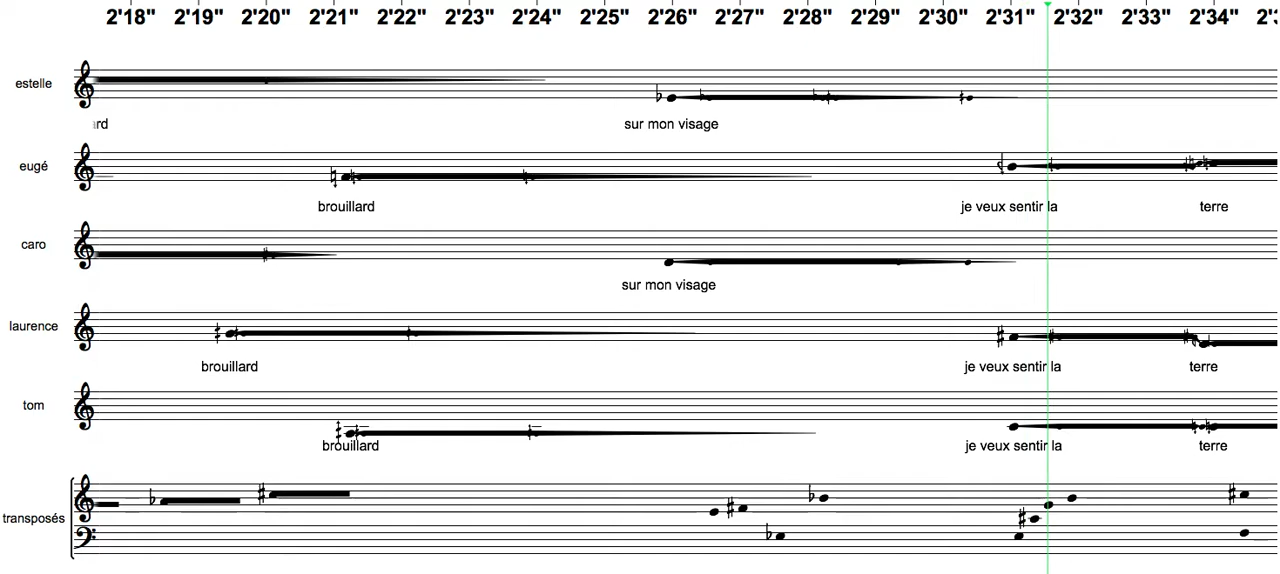 2'18" 2'19" 2'20" 2'21" 2'22" 2'23" 2'24" 2'25" 2'26" 2'27" 2'28" 2'29" 2'30" 2'31" 2'32" 2'33" 2'34"
estelle
rd sur mon visage
eugé
brouillard je veux sentir la terre
caro
sur mon visage
laurence
brouillard je veux sentir la terre
tom
brouillard je veux sentir la terre
transposés